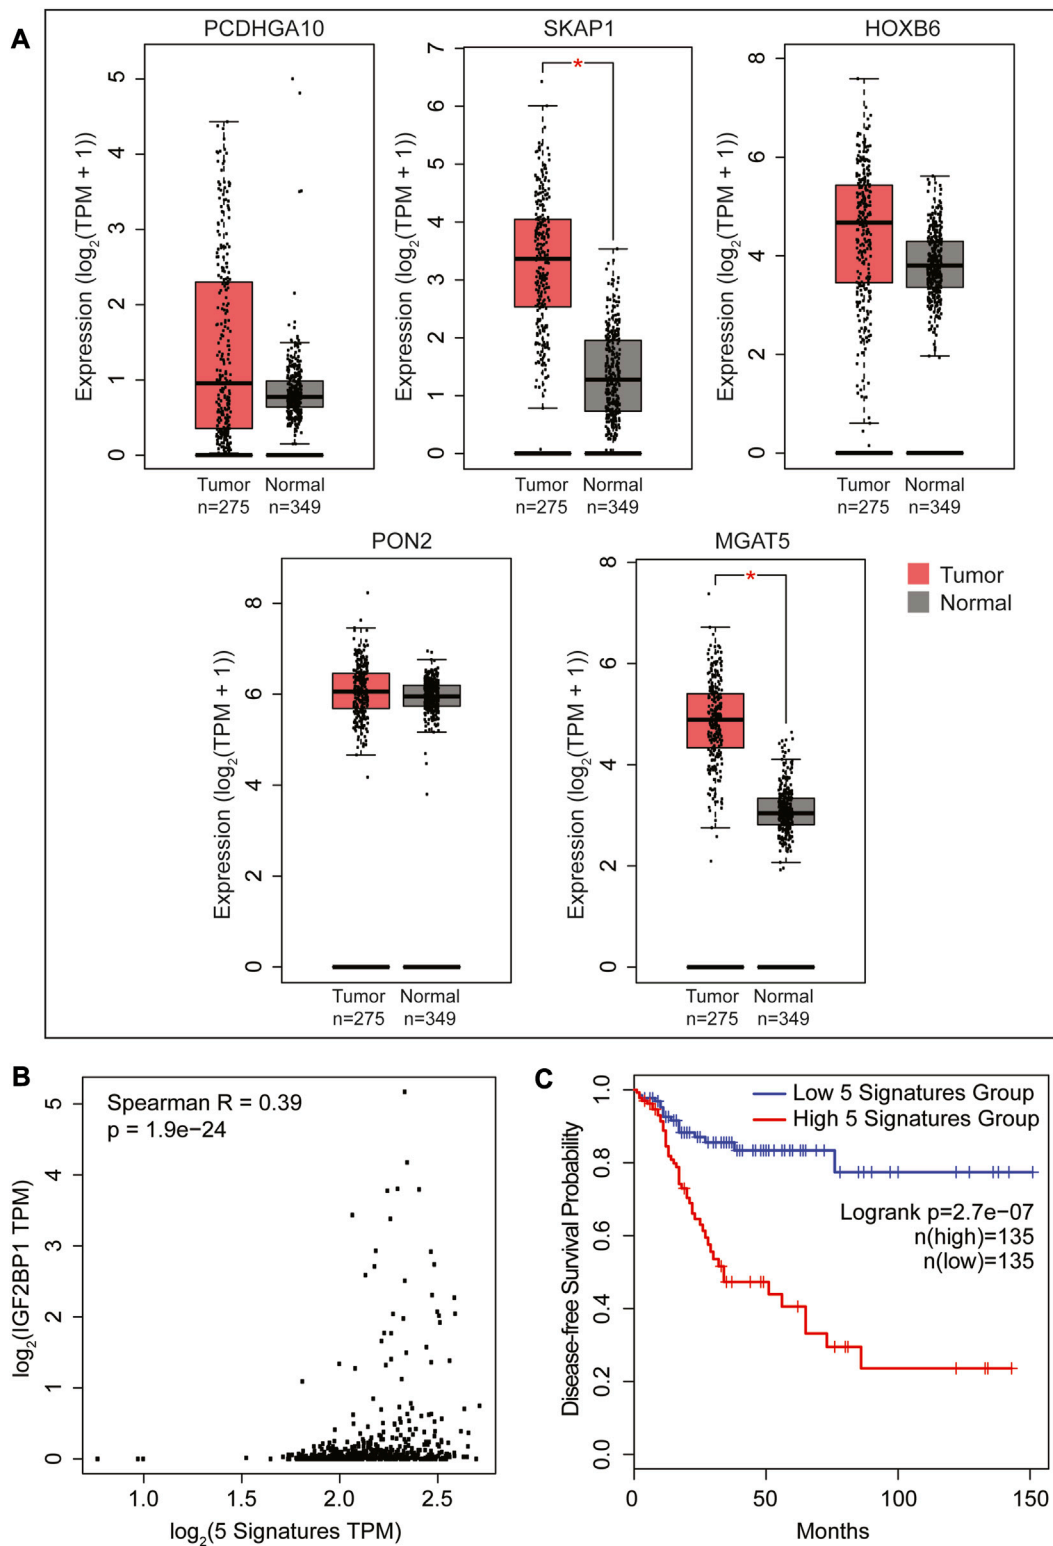 A
PCDHGA10
SKAP1
HOXB6
Expression (log2(TPM + 1))
5
4
3
2
1
0
Tumor Normal
n=275 n=349
Expression (log2(TPM + 1))
7
6
5
4
3
2
1
0
*
Tumor Normal
n=275 n=349
Expression (log2(TPM + 1))
8
6
4
2
0
Tumor Normal
n=275 n=349
PON2
MGAT5
Expression (log2(TPM + 1))
8
6
4
2
0
Tumor Normal
n=275 n=349
Expression (log2(TPM + 1))
8
6
4
2
0
*
Tumor Normal
n=275 n=349
Tumor
Normal
B
Spearman R = 0.39
p = 1.9e−24
log2(IGF2BP1 TPM)
5
4
3
2
1
0
1.0 1.5 2.0 2.5
log2(5 Signatures TPM)
C
Low 5 Signatures Group
High 5 Signatures Group
Logrank p=2.7e−07
n(high)=135
n(low)=135
Disease-free Survival Probability
1.0
0.8
0.6
0.4
0.2
0.0
0 50 100 150
Months